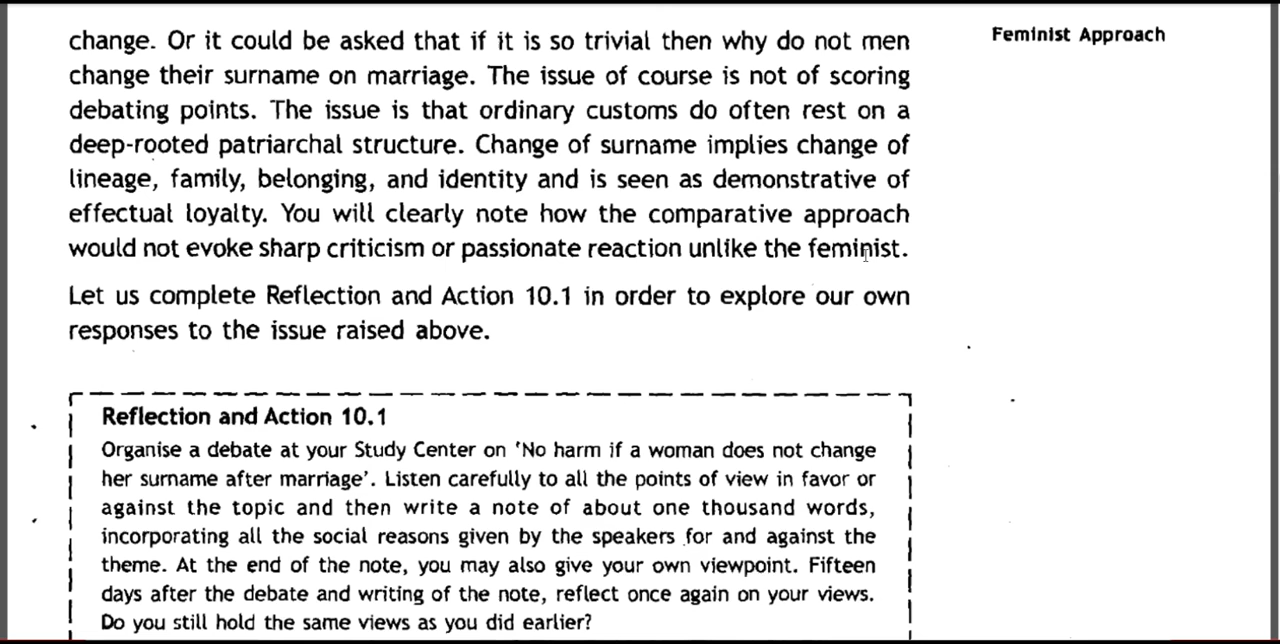 Feminist Approach
change. Or it could be asked that if it is so trivial then why do not men
change their surname on marriage. The issue of course is not of scoring
debating points. The issue is that ordinary customs do often rest on a
deep-rooted patriarchal structure. Change of surname implies change of
lineage, family, belonging, and identity and is seen as demonstrative of
effectual loyalty. You will clearly note how the comparative approach
would not evoke sharp criticism or passionate reaction unlike the feminist.
Let us complete Reflection and Action 10.1 in order to explore our own
responses to the issue raised above.
Reflection and Action 10.1
Organise a debate at your Study Center on ‘No harm if a woman does not change
her surname after marriage’. Listen carefully to all the points of view in favor or
against the topic and then write a note of about one thousand words,
incorporating all the social reasons given by the speakers for and against the
theme. At the end of the note, you may also give your own viewpoint. Fifteen
days after the debate and writing of the note, reflect once again on your views.
Do you still hold the same views as you did earlier?